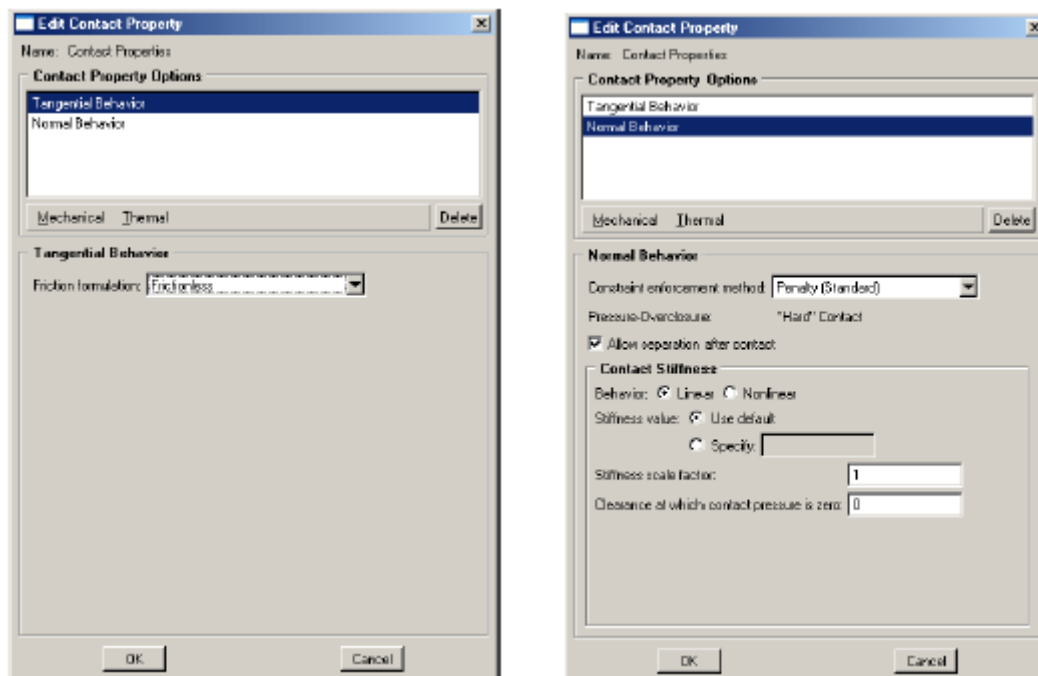 Edit Contact Property
Name: Contact Properties
Contact Property Options
Tangential Behavior
Normal Behavior
Mechanical Thermal Delete
Tangential Behavior
Friction formulation: Frictionless
OK Cancel
Edit Contact Property
Name: Contact Properties
Contact Property Options
Tangential Behavior
Normal Behavior
Mechanical Thermal Delete
Normal Behavior
Constraint enforcement method: Penalty (Standard)
Pressure-Overclosure: "Hard" Contact
Allow separation after contact
Contact Stiffness
Behavior: Linear Nonlinear
Stiffness value: Use default
Specify:
Stiffness scale factor: 1
Clearance at which contact pressure is zero: 0
OK Cancel